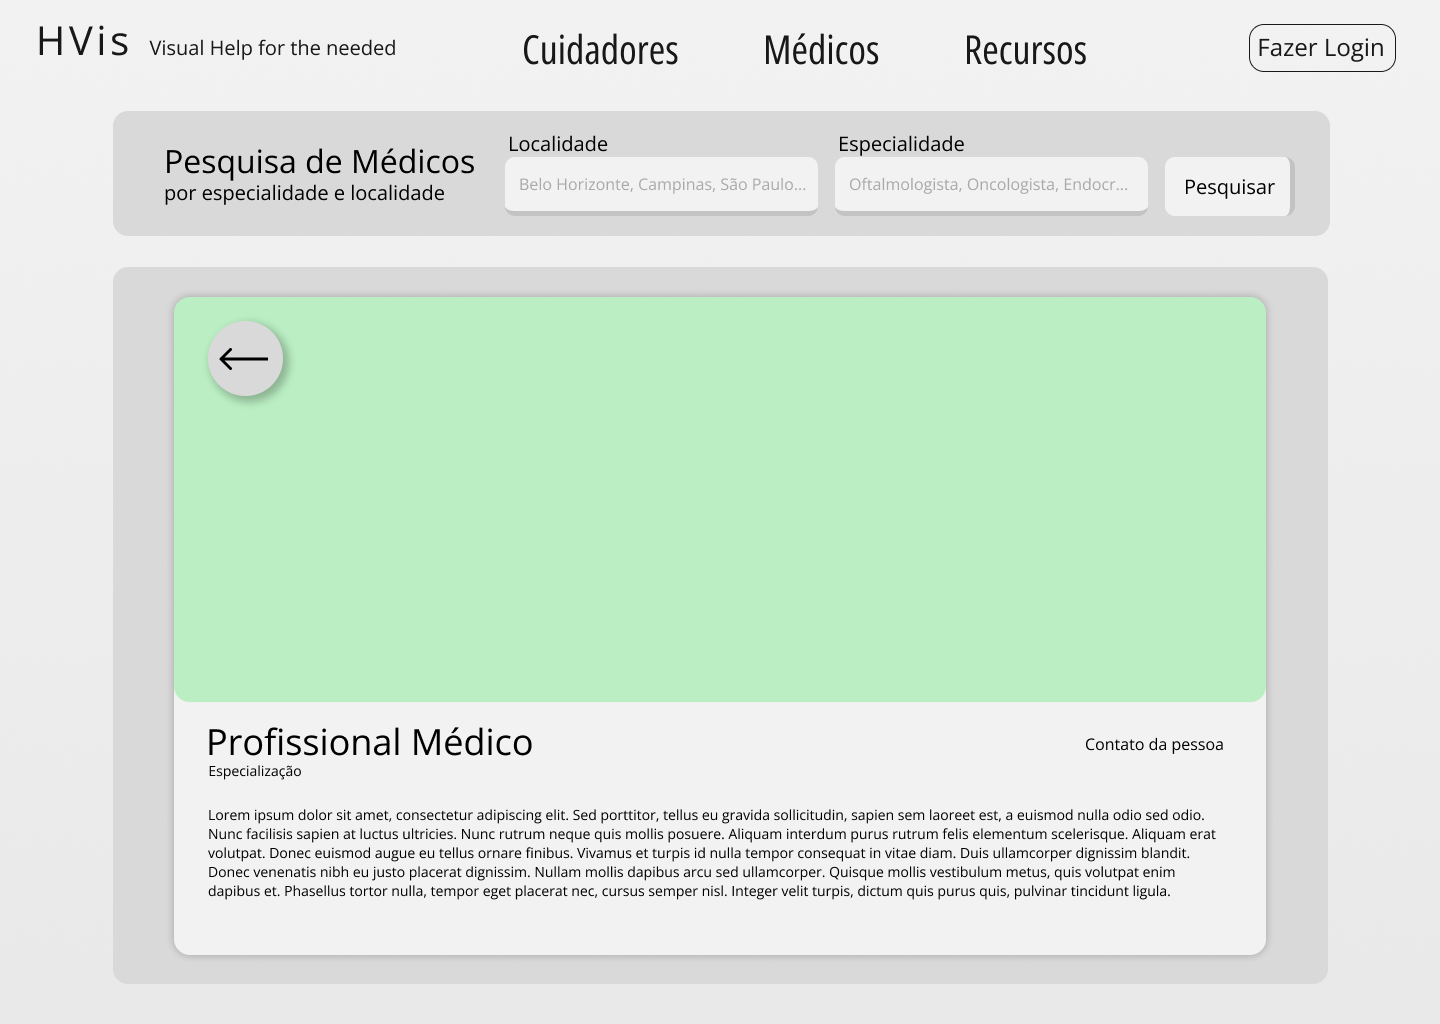 HVis Visual Help for the needed
Cuidadores Médicos Recursos
Fazer Login
Pesquisa de Médicos
por especialidade e localidade
Localidade
Belo Horizonte, Campinas, São Paulo...
Especialidade
Oftalmologista, Oncologista, Endocr...
Pesquisar
Profissional Médico
Especialização
Contato da pessoa
Lorem ipsum dolor sit amet, consectetur adipiscing elit. Sed porttitor, tellus eu gravida sollicitudin, sapien sem laoreet est, a euismod nulla odio sed odio.
Nunc facilisis sapien at luctus ultricies. Nunc rutrum neque quis mollis posuere. Aliquam interdum purus rutrum felis elementum scelerisque. Aliquam erat
volutpat. Donec euismod augue eu tellus ornare finibus. Vivamus et turpis id nulla tempor consequat in vitae diam. Duis ullamcorper dignissim blandit.
Donec venenatis nibh eu justo placerat dignissim. Nullam mollis dapibus arcu sed ullamcorper. Quisque mollis vestibulum metus, quis volutpat enim
dapibus et. Phasellus tortor nulla, tempor eget placerat nec, cursus semper nisl. Integer velit turpis, dictum quis purus quis, pulvinar tincidunt ligula.